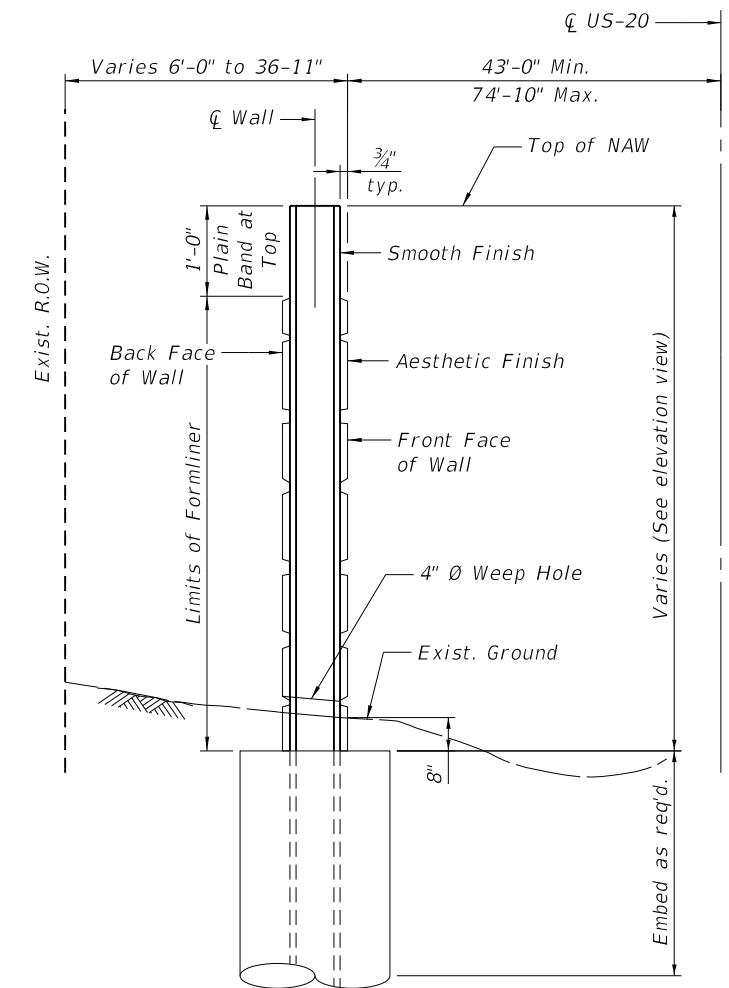 ℄ US-20
Varies 6'-0" to 36-11"
43'-0" Min.
74'-10" Max.
℄ Wall
Top of NAW
3/4"
typ.
1'-0"
Plain
Band at
Top
Smooth Finish
Exist. R.O.W.
Back Face
of Wall
Aesthetic Finish
Front Face
of Wall
Limits of Formliner
Varies (See elevation view)
4" Ø Weep Hole
Exist. Ground
8"
Embed as req'd.